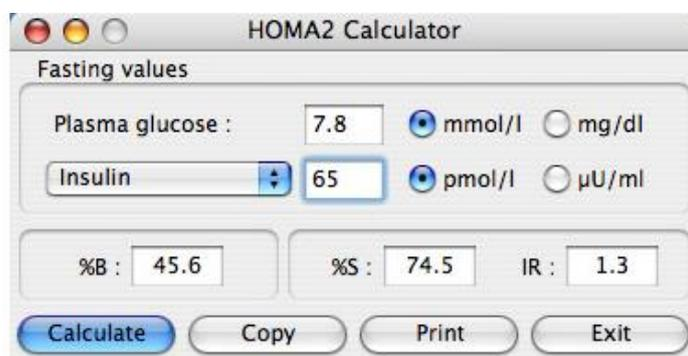 HOMA2 Calculator
Fasting values
Plasma glucose : 7.8 mmol/l mg/dl
Insulin 65 pmol/l µU/ml
%B : 45.6 %S : 74.5 IR : 1.3
Calculate Copy Print Exit